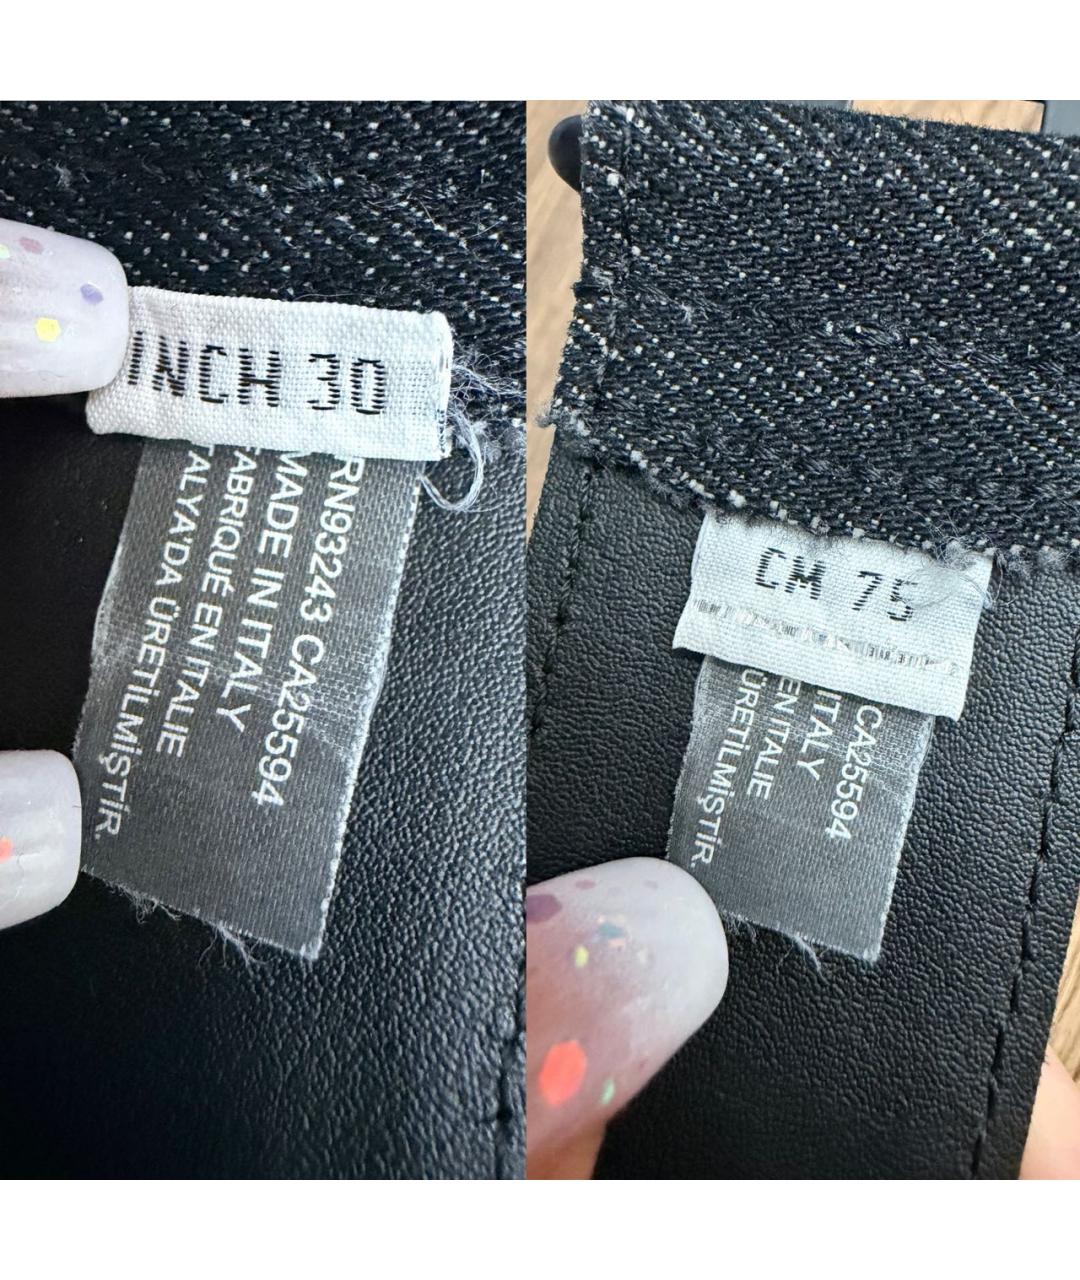 INCH 30
RN93243 CA25594
MADE IN ITALY
FABRIQUÉ EN ITALIE
TALYA'DA ÜRETİLMİŞTİR.
CM 75
CA25594
ITALY
EN ITALIE
ÜRETİLMİŞTİR.